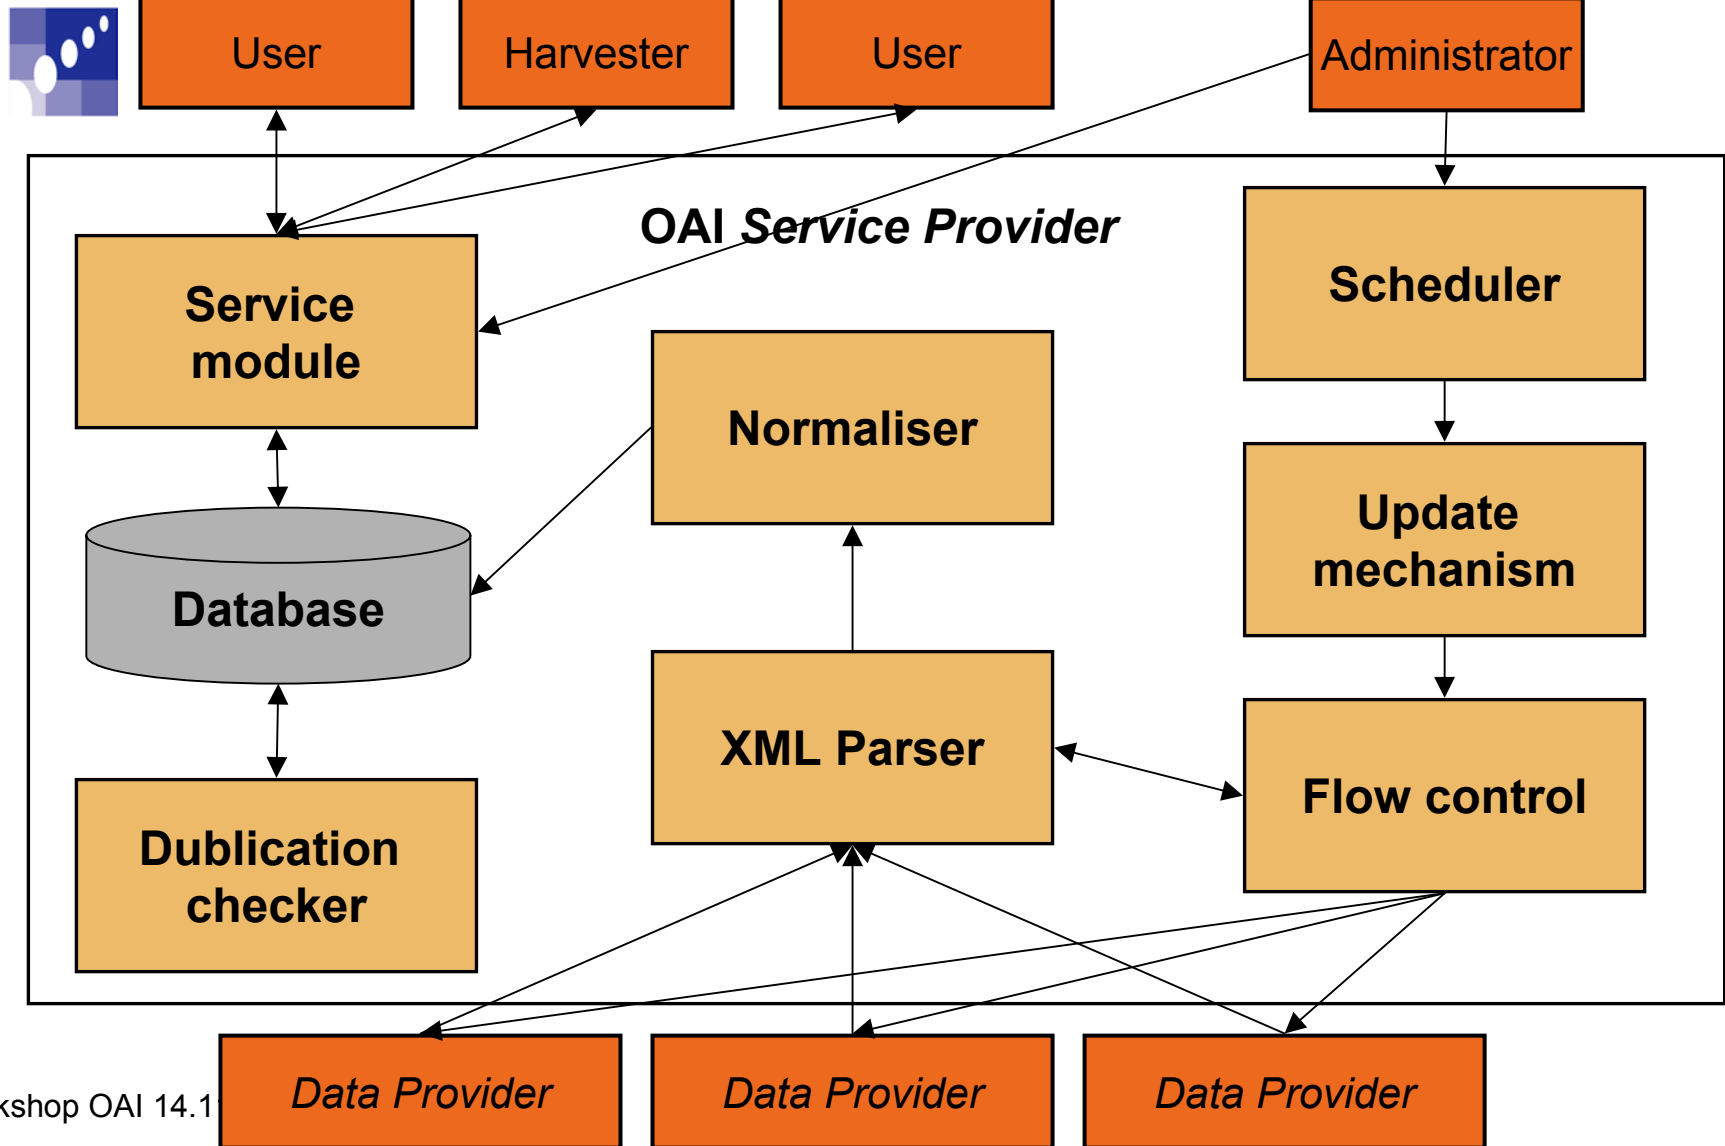 User
Harvester
User
Administrator
OAI Service Provider
Service
module
Scheduler
Normaliser
Update
mechanism
Database
XML Parser
Flow control
Dublication
checker
Data Provider
Data Provider
Data Provider
OAI